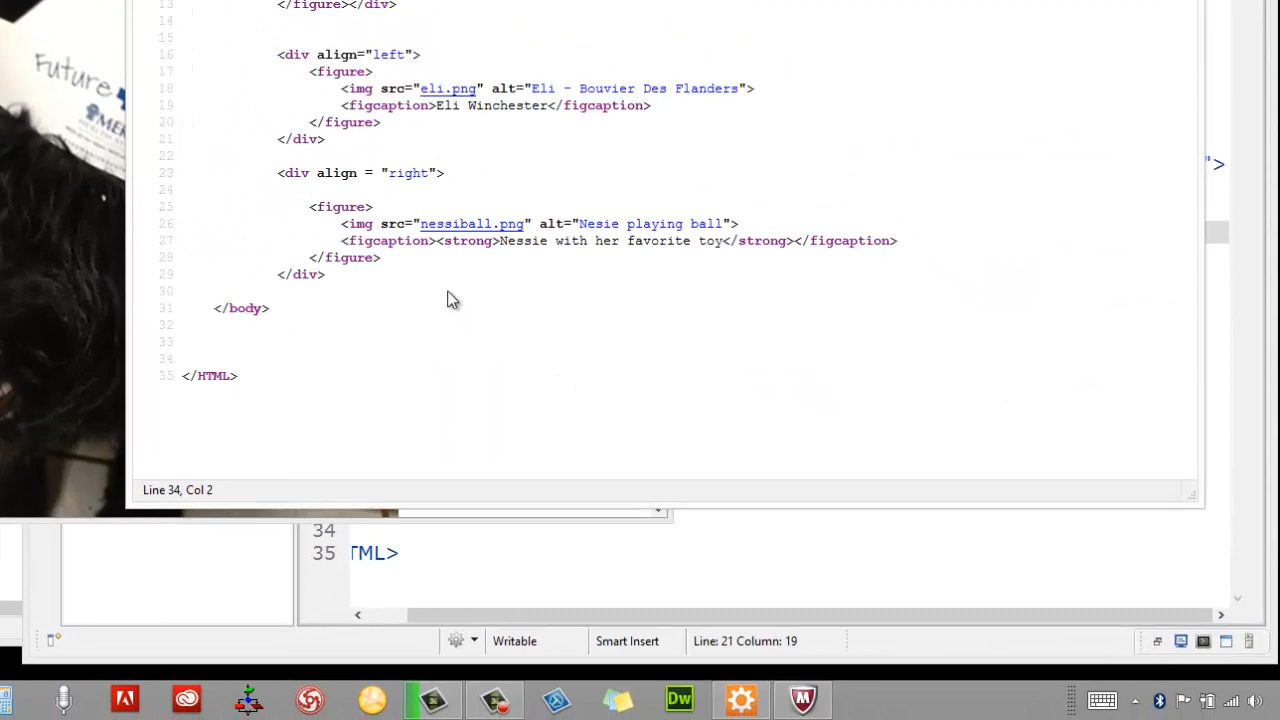 13 </figure></div>
14
15
16 <div align="left">
17 <figure>
18 <img src="eli.png" alt="Eli - Bouvier Des Flanders">
19 <figcaption>Eli Winchester</figcaption>
20 </figure>
21 </div>
22
23 <div align = "right">
24
25 <figure>
26 <img src="nessiball.png" alt="Nesie playing ball">
27 <figcaption><strong>Nessie with her favorite toy</strong></figcaption>
28 </figure>
29 </div>
30
31 </body>
32
33
34
35 </HTML>
Line 34, Col 2
Future
">
34
35 TML>
Writable
Smart Insert
Line: 21 Column: 19
Dw